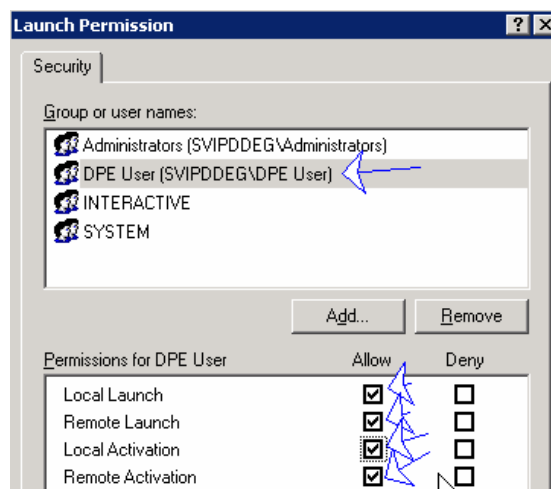 Launch Permission ? X
Security
Group or user names:
Administrators (SVIPDDEG\Administrators)
DPE User (SVIPDDEG\DPE User)
INTERACTIVE
SYSTEM
Add... Remove
Permissions for DPE User Allow Deny
Local Launch
Remote Launch
Local Activation
Remote Activation